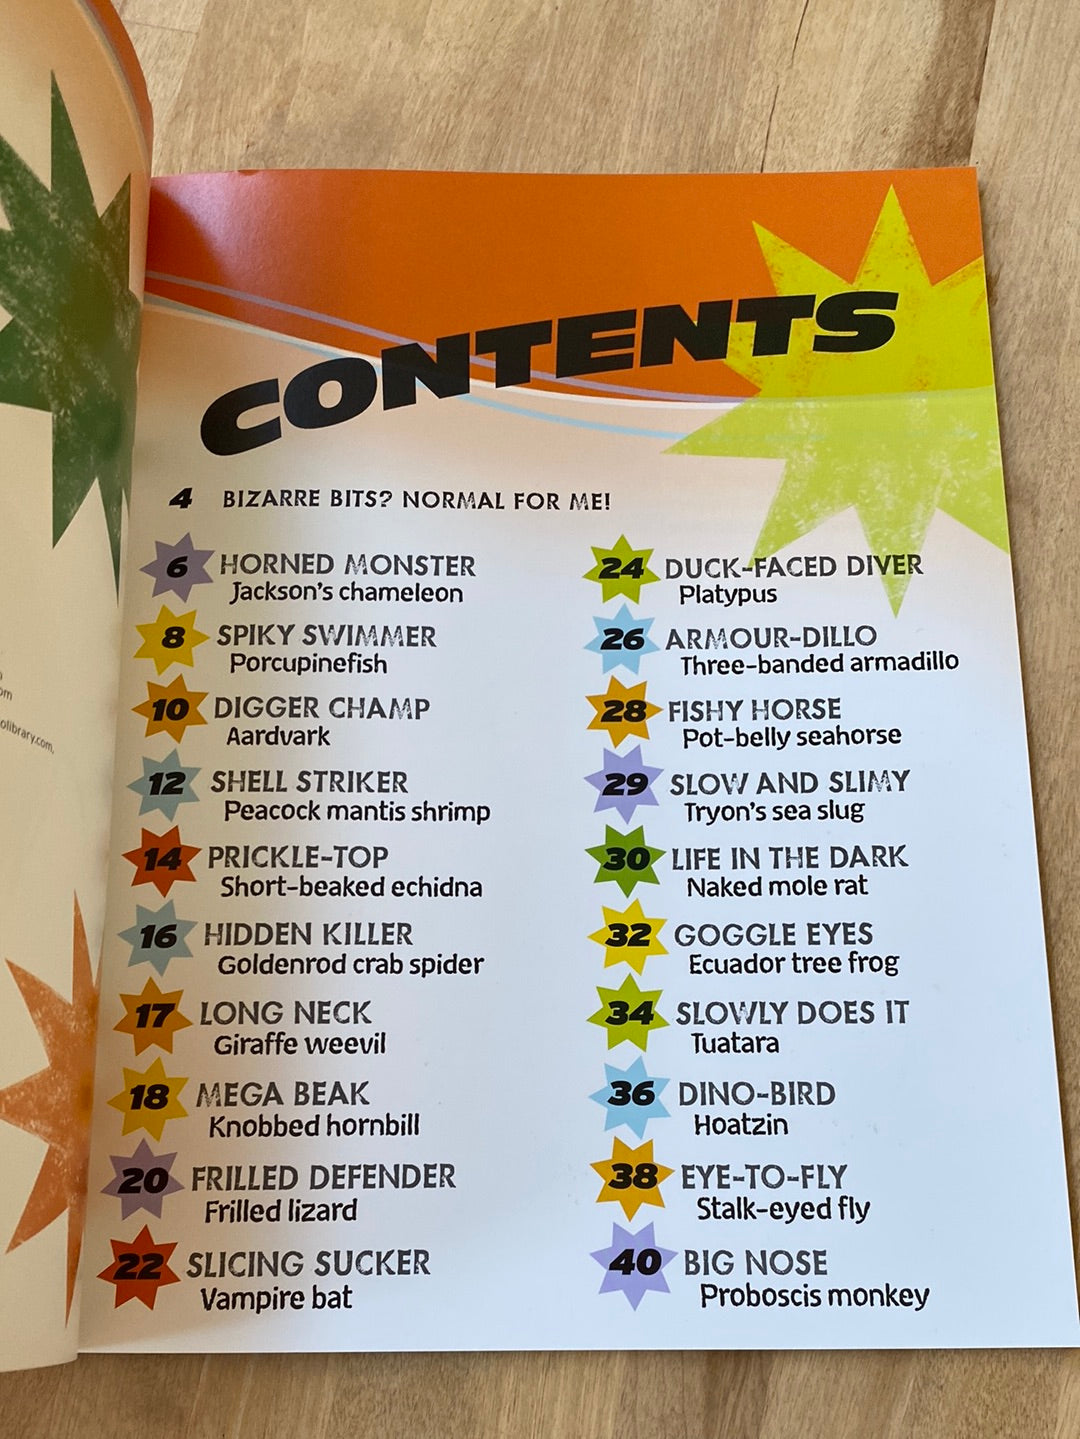 om
olibrary.com,
CONTENTS
4 BIZARRE BITS? NORMAL FOR ME!
6 HORNED MONSTER
Jackson's chameleon
8 SPIKY SWIMMER
Porcupinefish
10 DIGGER CHAMP
Aardvark
12 SHELL STRIKER
Peacock mantis shrimp
14 PRICKLE-TOP
Short-beaked echidna
16 HIDDEN KILLER
Goldenrod crab spider
17 LONG NECK
Giraffe weevil
18 MEGA BEAK
Knobbed hornbill
20 FRILLED DEFENDER
Frilled lizard
22 SLICING SUCKER
Vampire bat
24 DUCK-FACED DIVER
Platypus
26 ARMOUR-DILLO
Three-banded armadillo
28 FISHY HORSE
Pot-belly seahorse
29 SLOW AND SLIMY
Tryon's sea slug
30 LIFE IN THE DARK
Naked mole rat
32 GOGGLE EYES
Ecuador tree frog
34 SLOWLY DOES IT
Tuatara
36 DINO-BIRD
Hoatzin
38 EYE-TO-FLY
Stalk-eyed fly
40 BIG NOSE
Proboscis monkey